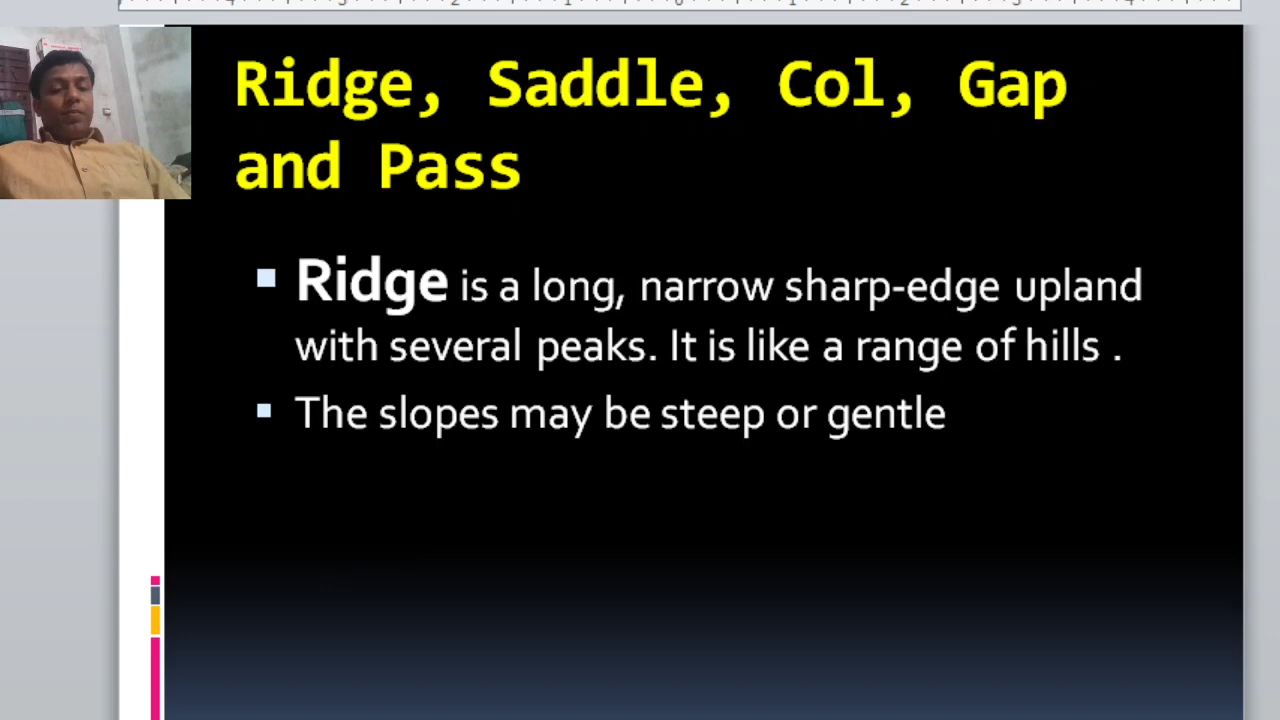 Ridge, Saddle, Col, Gap
and Pass
Ridge is a long, narrow sharp-edge upland
with several peaks. It is like a range of hills .
The slopes may be steep or gentle